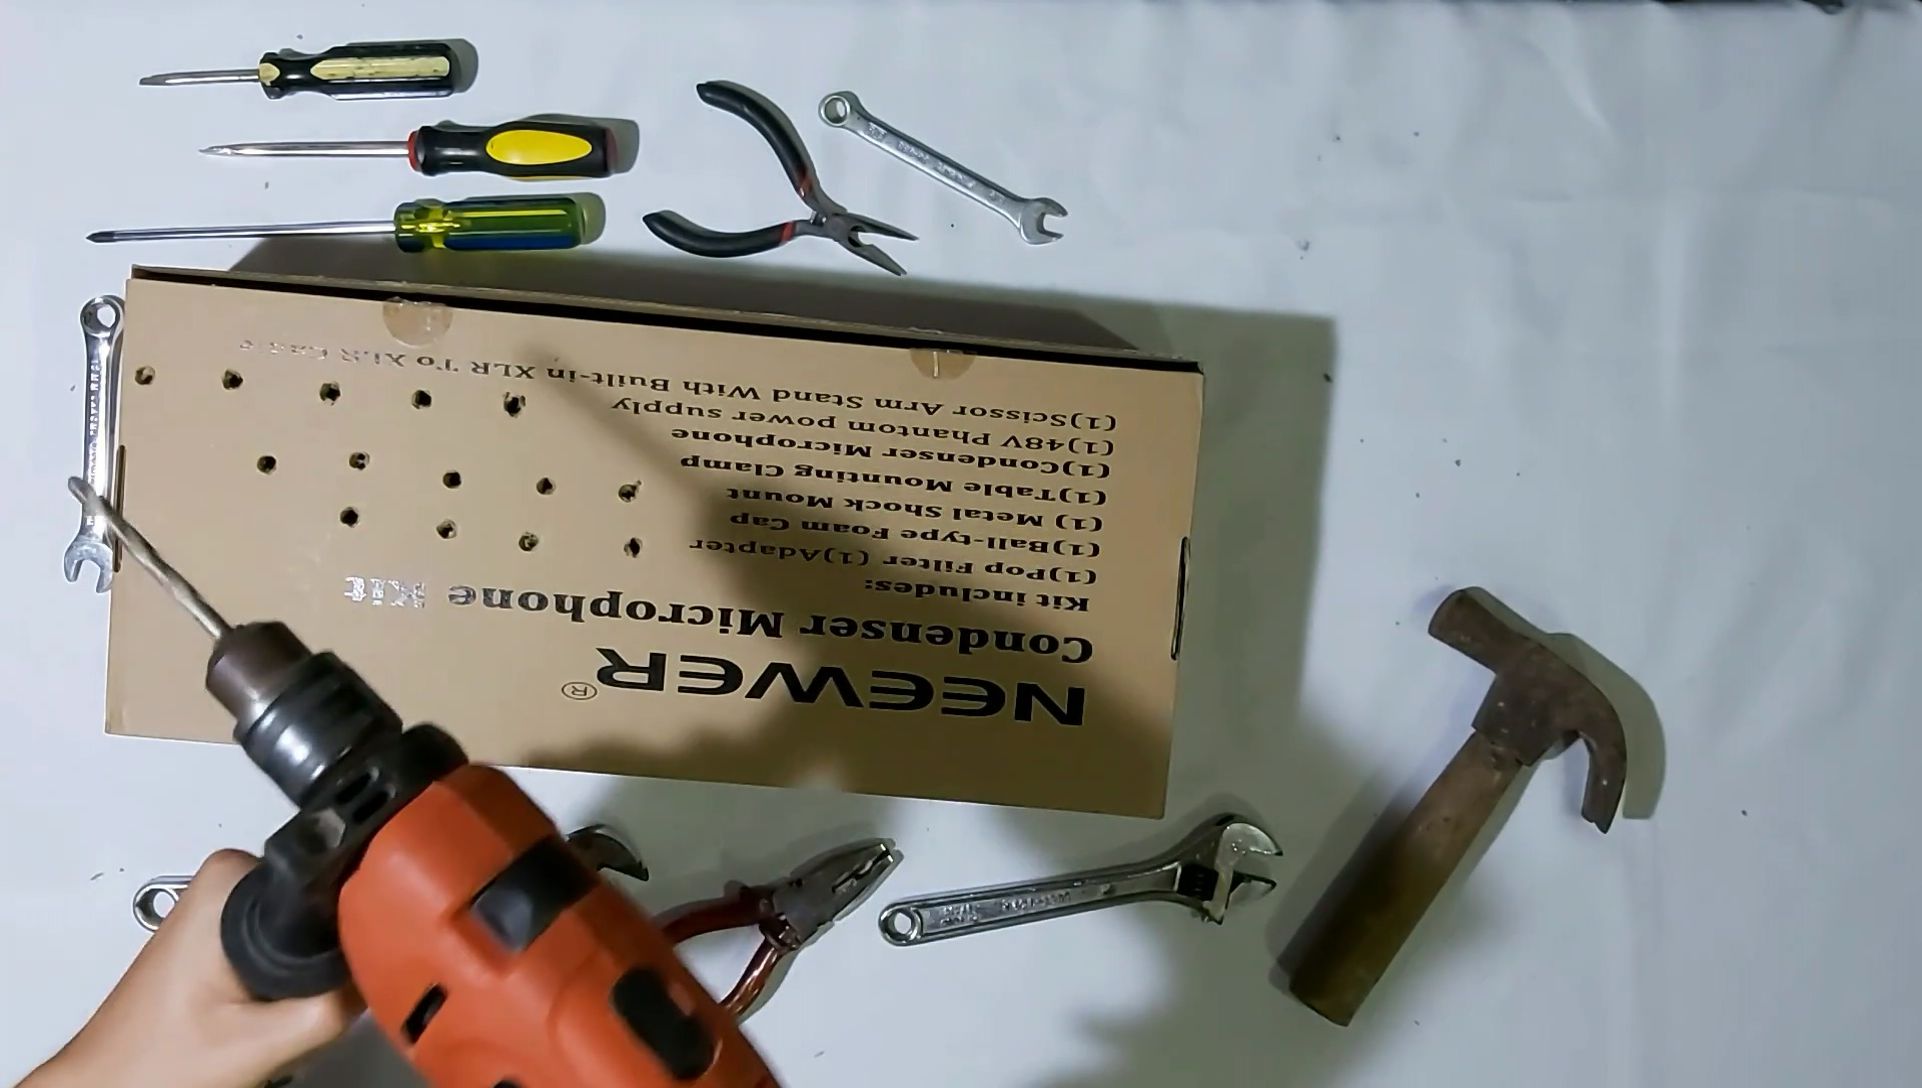 NEEWER®
Condenser Microphone Kit
Kit includes:
(1)Pop Filter (1)Adapter
(1)Ball-type Foam Cap
(1) Metal Shock Mount
(1)Table Mounting Clamp
(1)Condenser Microphone
(1)48V Phantom power supply
(1)Scissor Arm Stand With Built-in XLR To XLR Cable